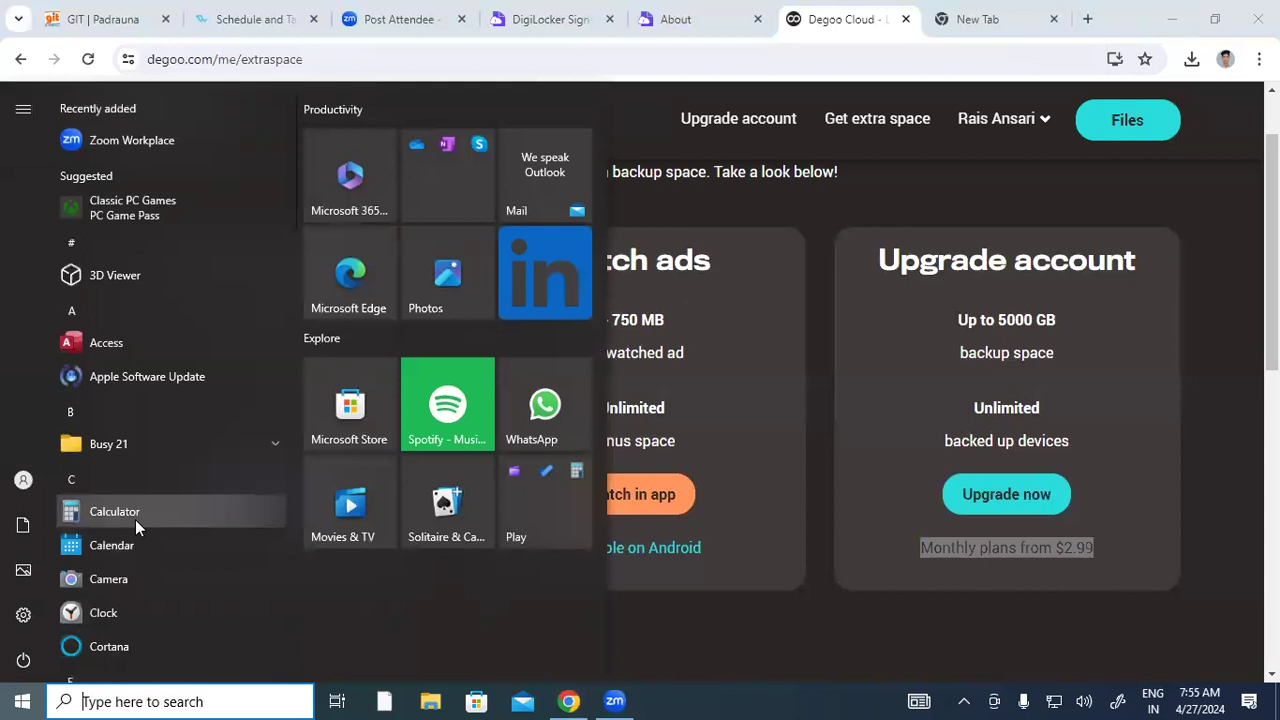 GIT | Padrauna
Schedule and Ta
Post Attendee -
DigiLocker Sign
About
Degoo Cloud - L
New Tab
degoo.com/me/extraspace
Upgrade account
Get extra space
Rais Ansari
Files
backup space. Take a look below!
tch ads
750 MB
watched ad
Unlimited
nus space
tch in app
ble on Android
Upgrade account
Up to 5000 GB
backup space
Unlimited
backed up devices
Upgrade now
Monthly plans from $2.99
Recently added
Zoom Workplace
Suggested
Classic PC Games
PC Game Pass
#
3D Viewer
A
Access
Apple Software Update
B
Busy 21
C
Calculator
Calendar
Camera
Clock
Cortana
Productivity
Microsoft 365...
We speak
Outlook
Mail
Microsoft Edge
Photos
in
Explore
Microsoft Store
Spotify - Musi...
WhatsApp
Movies & TV
Solitaire & Ca...
Play
Type here to search
zm
ENG
IN
7:55 AM
4/27/2024